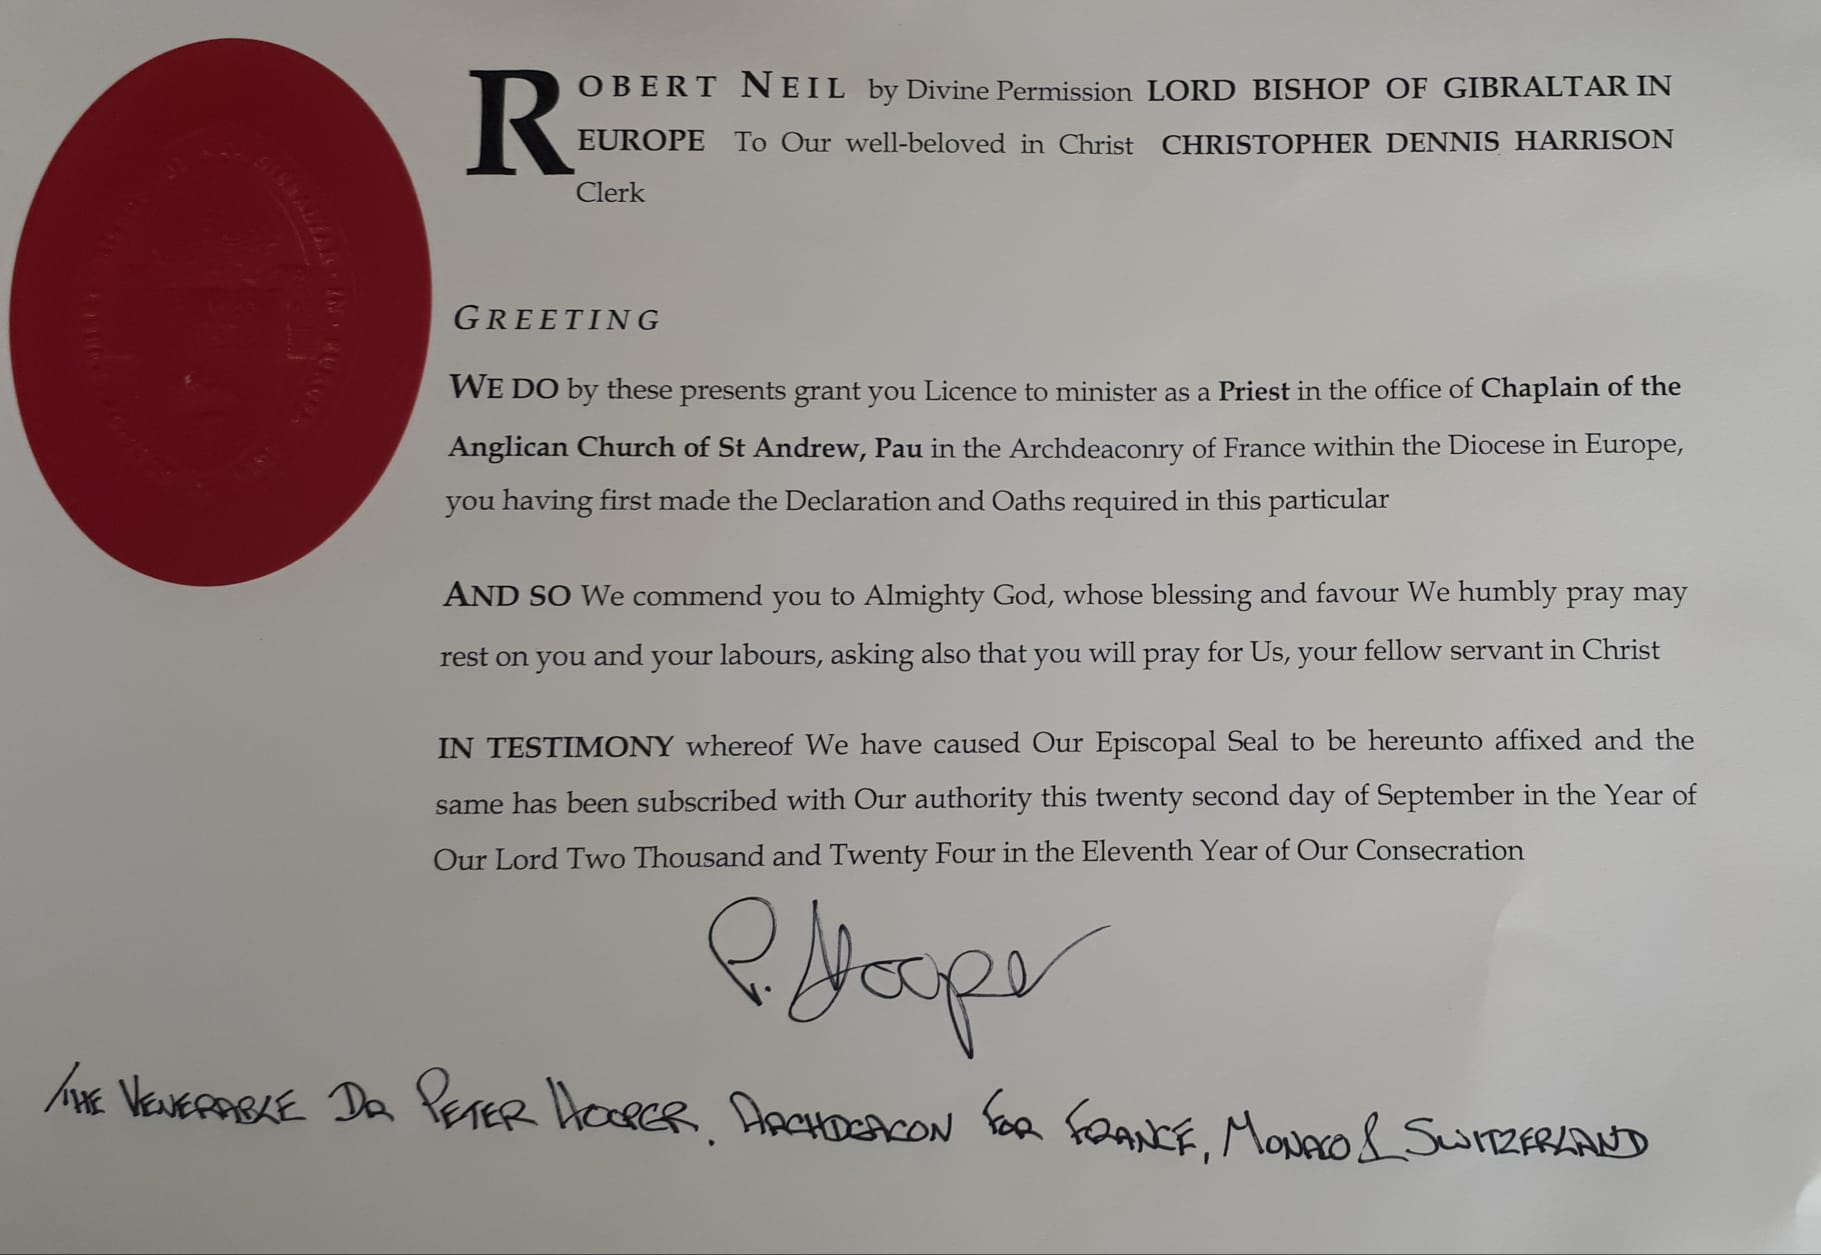 ROBERT NEIL by Divine Permission LORD BISHOP OF GIBRALTAR IN
EUROPE To Our well-beloved in Christ CHRISTOPHER DENNIS HARRISON
Clerk
GREETING
WE DO by these presents grant you Licence to minister as a Priest in the office of Chaplain of the
Anglican Church of St Andrew, Pau in the Archdeaconry of France within the Diocese in Europe,
you having first made the Declaration and Oaths required in this particular
AND SO We commend you to Almighty God, whose blessing and favour We humbly pray may
rest on you and your labours, asking also that you will pray for Us, your fellow servant in Christ
IN TESTIMONY whereof We have caused Our Episcopal Seal to be hereunto affixed and the
same has been subscribed with Our authority this twenty second day of September in the Year of
Our Lord Two Thousand and Twenty Four in the Eleventh Year of Our Consecration
P. Hooper
THE VENERABLE DR PETER HOOPER, ARCHDEACON FOR FRANCE, MONACO & SWITZERLAND
GIBRALTAR IN EUROPE